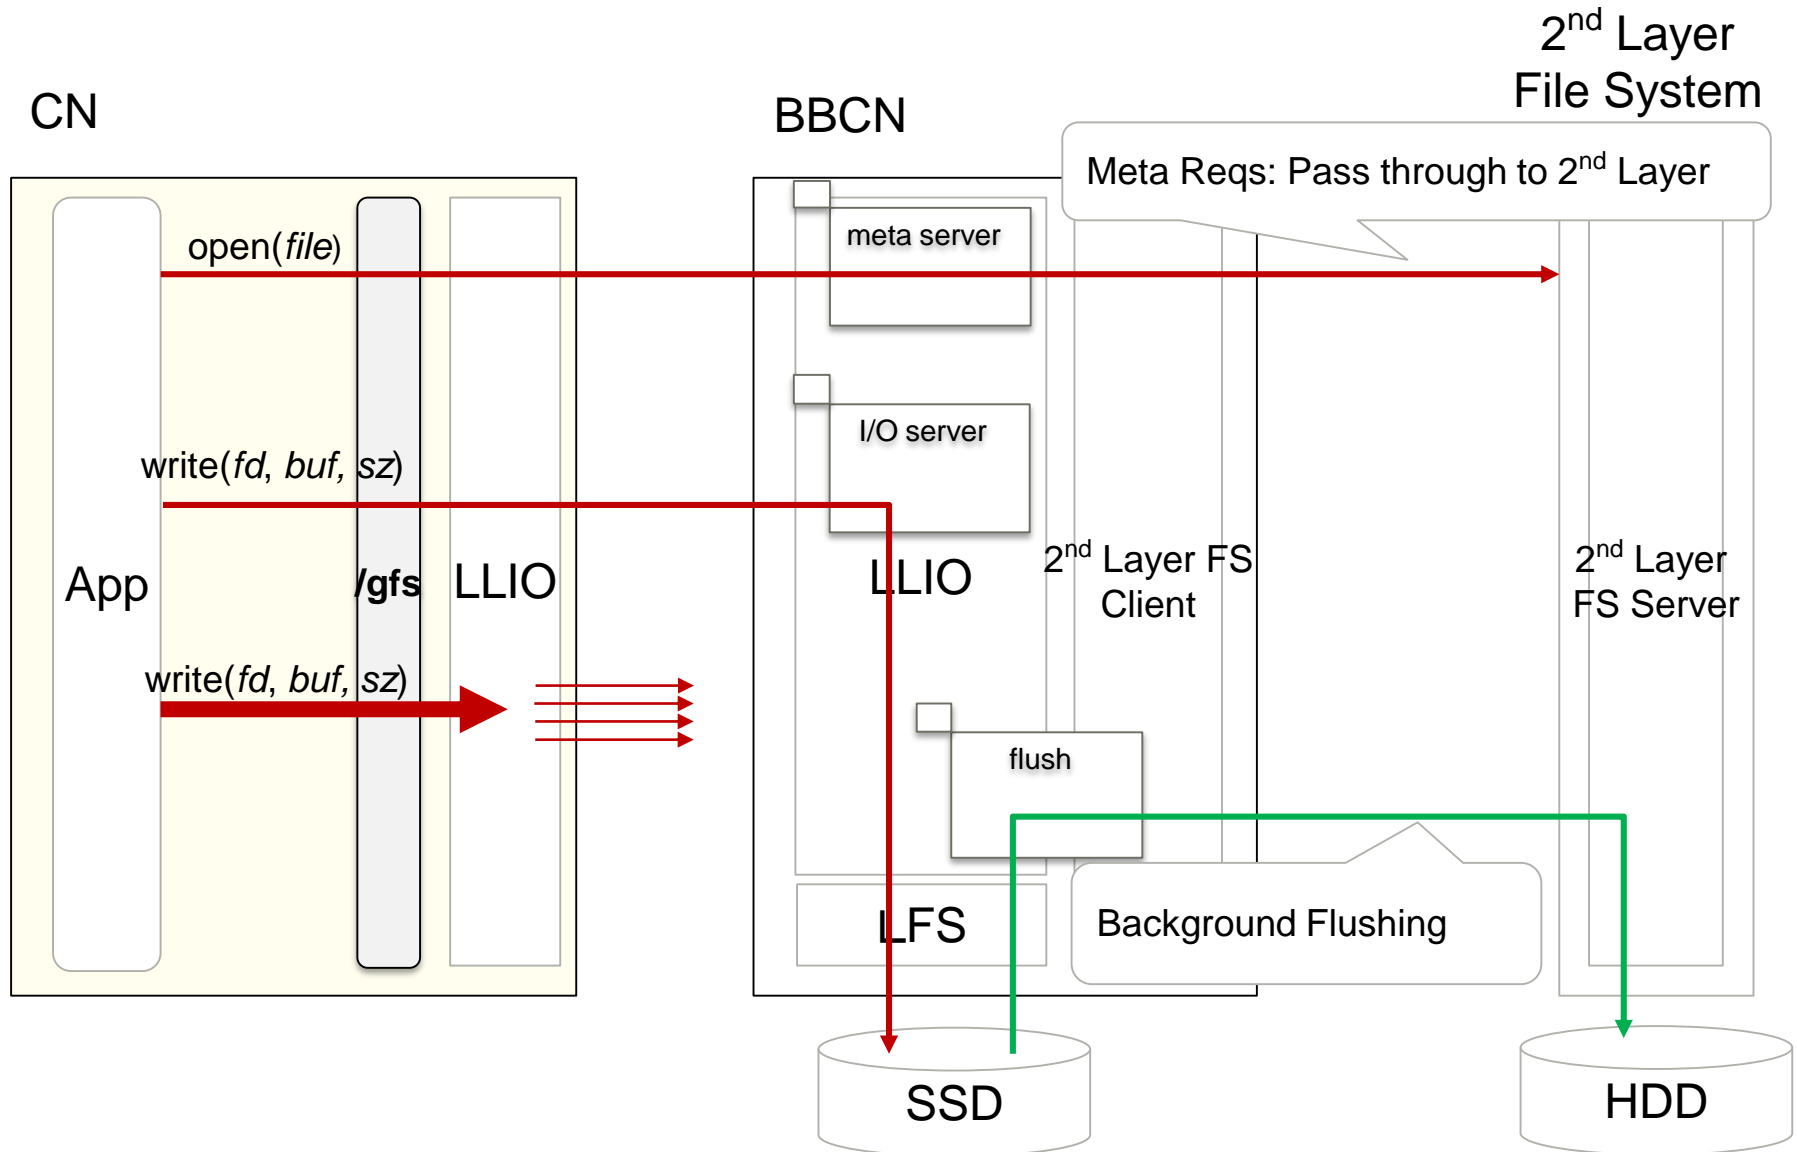 2nd Layer
File System
CN
BBCN
Meta Reqs: Pass through to 2nd Layer
open(file)
meta server
I/O server
write(fd, buf, sz)
App
/gfs
LLIO
LLIO
2nd Layer FS
Client
2nd Layer
FS Server
write(fd, buf, sz)
flush
LFS
Background Flushing
SSD
HDD